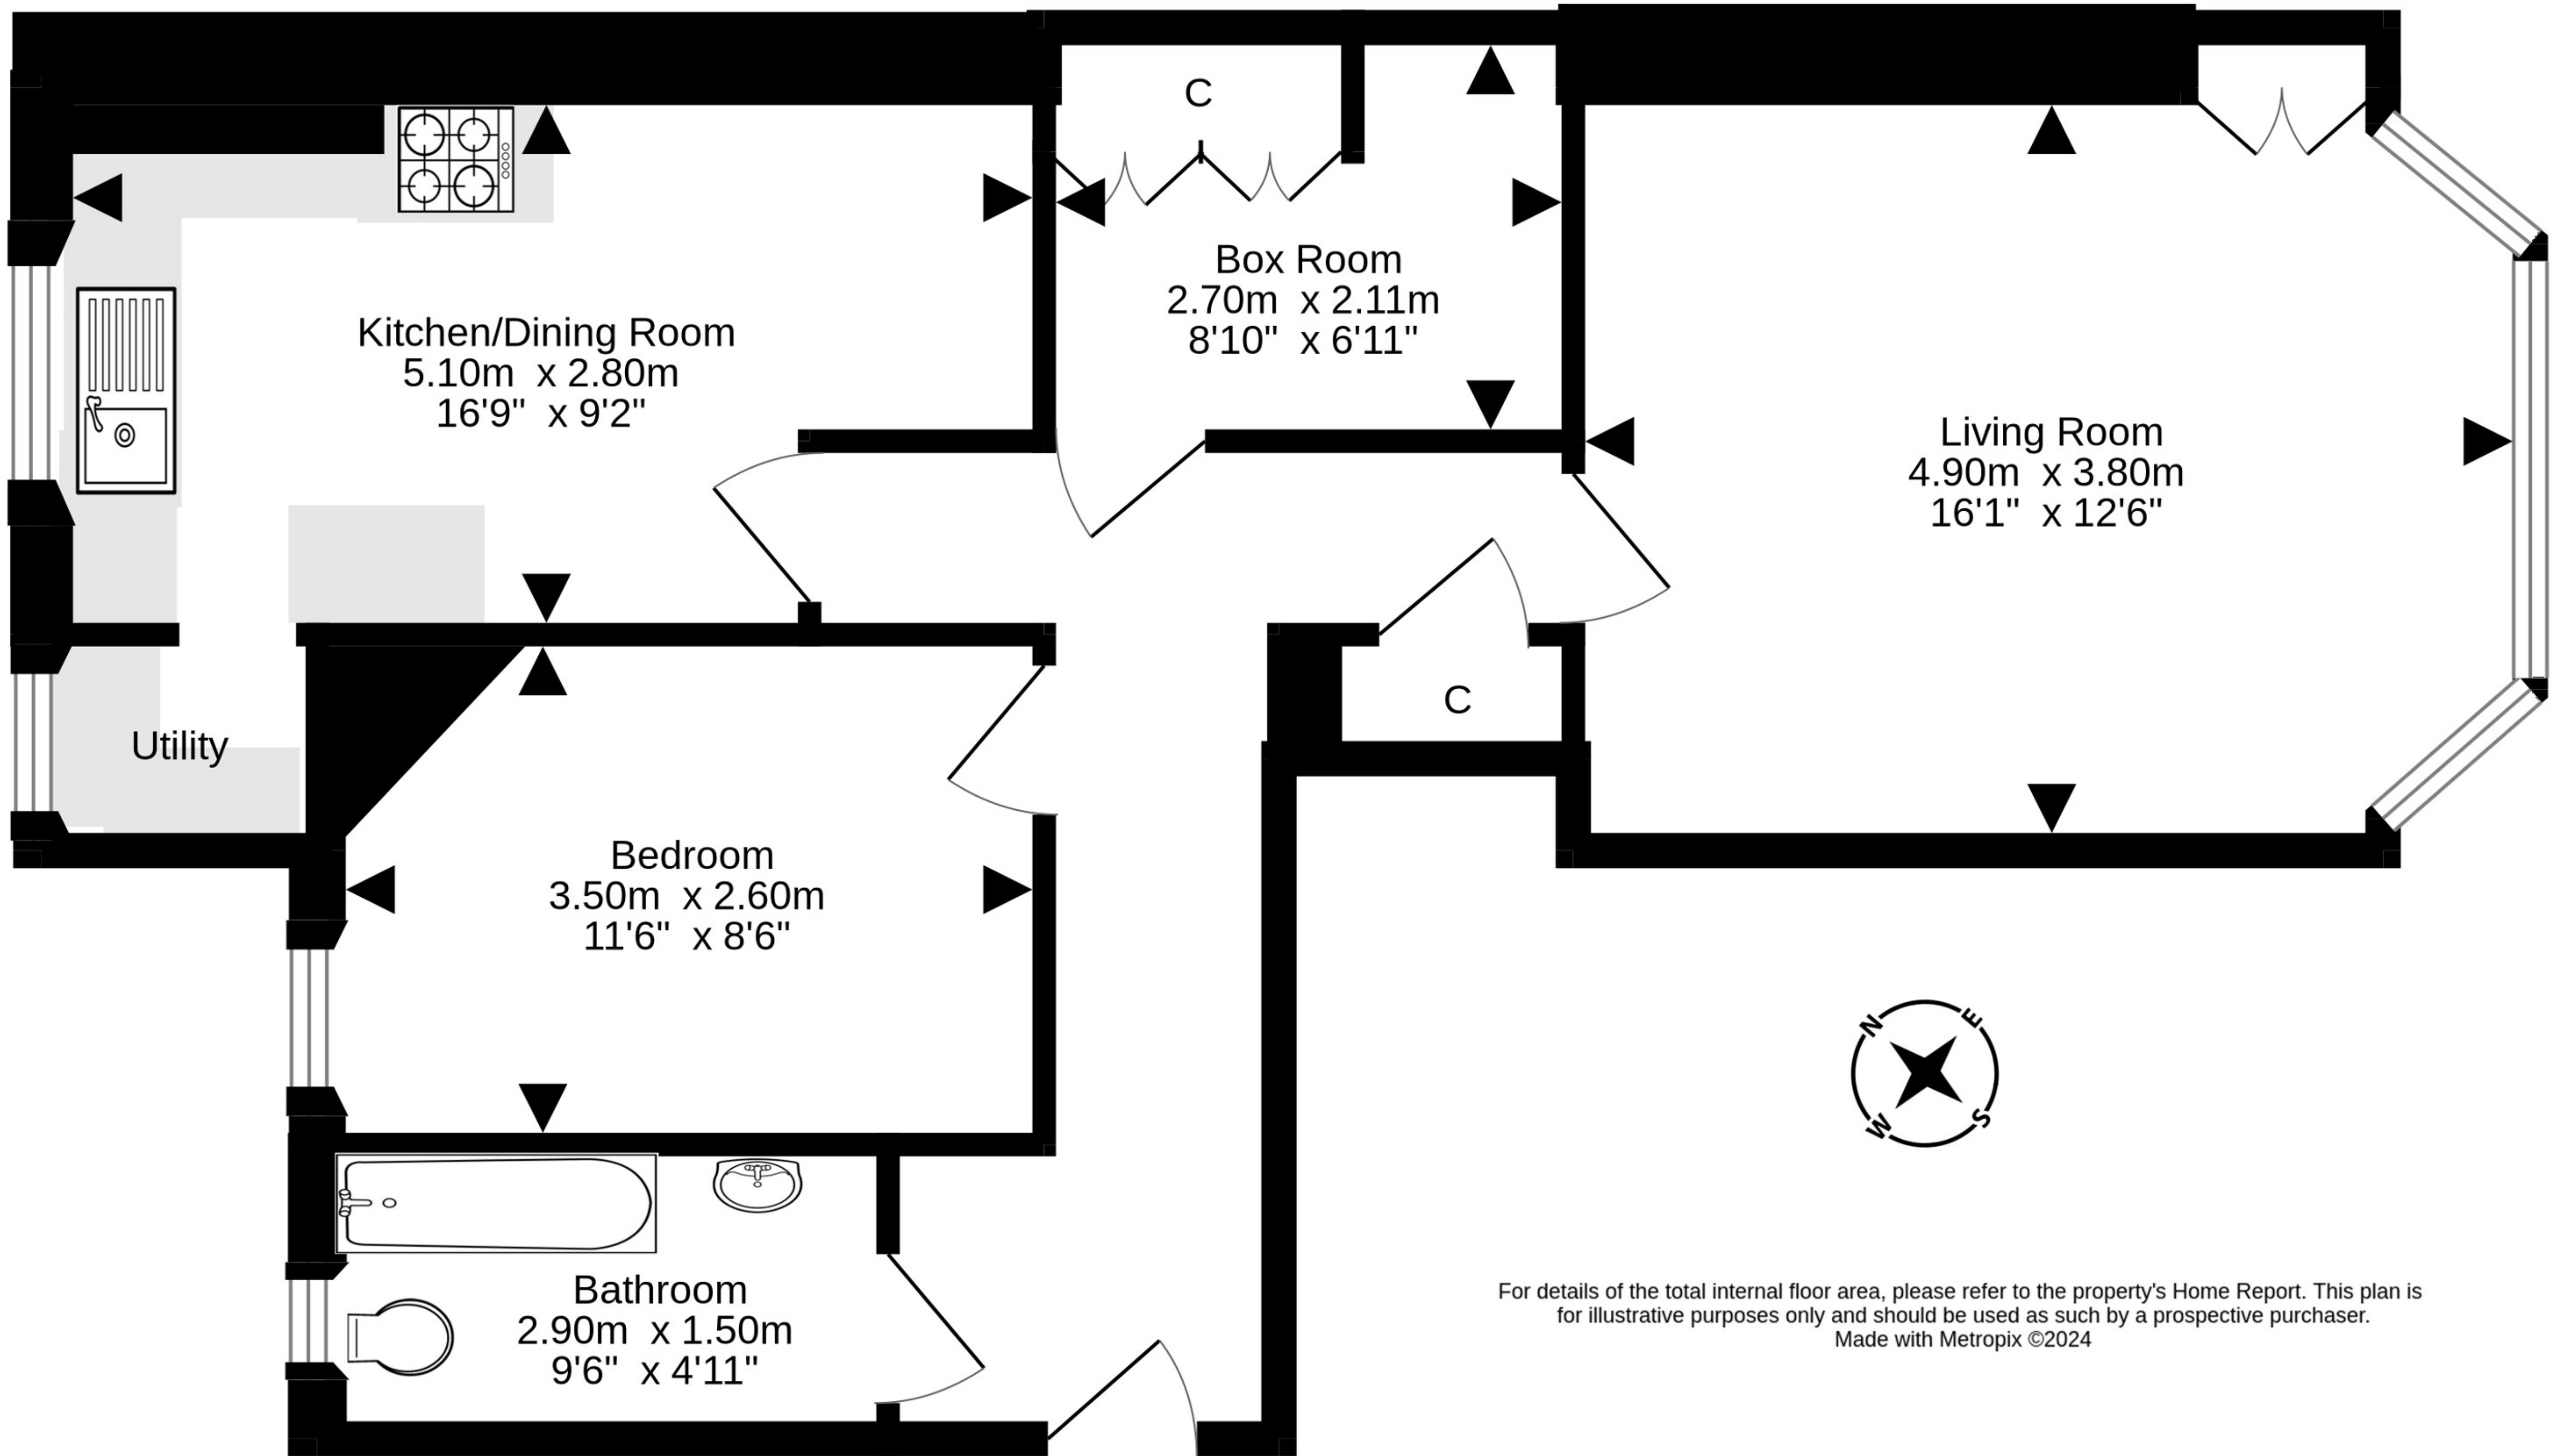 C
Box Room
2.70m x 2.11m
8'10" x 6'11"
Kitchen/Dining Room
5.10m x 2.80m
16'9" x 9'2"
Living Room
4.90m x 3.80m
16'1" x 12'6"
C
Utility
Bedroom
3.50m x 2.60m
11'6" x 8'6"
N
E
W
S
Bathroom
2.90m x 1.50m
9'6" x 4'11"
For details of the total internal floor area, please refer to the property's Home Report. This plan is
for illustrative purposes only and should be used as such by a prospective purchaser.
Made with Metropix ©2024